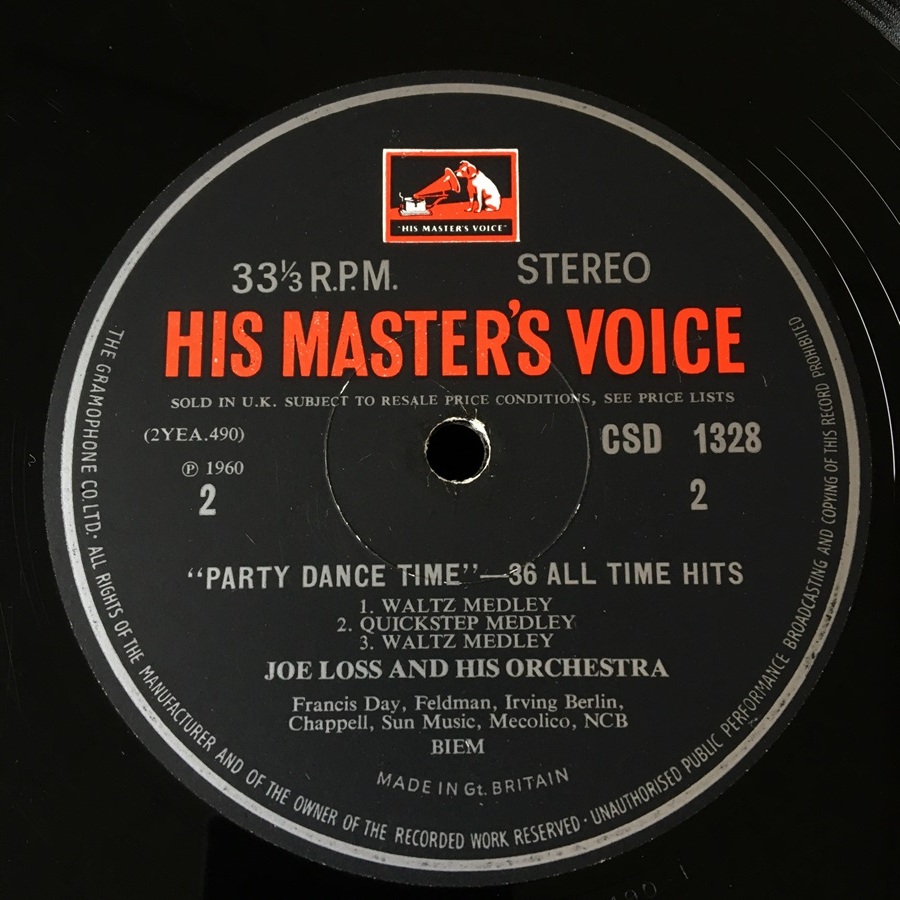 "HIS MASTER'S VOICE"
33⅓ R.P.M. STEREO
HIS MASTER'S VOICE
SOLD IN U.K. SUBJECT TO RESALE PRICE CONDITIONS, SEE PRICE LISTS
(2YEA.490) CSD 1328
℗ 1960
2 2
"PARTY DANCE TIME"—36 ALL TIME HITS
1. WALTZ MEDLEY
2. QUICKSTEP MEDLEY
3. WALTZ MEDLEY
JOE LOSS AND HIS ORCHESTRA
Francis Day, Feldman, Irving Berlin,
Chappell, Sun Music, Mecolico, NCB
BIEM
MADE IN Gt. BRITAIN
THE GRAMOPHONE CO. LTD. · ALL RIGHTS OF THE MANUFACTURER AND OF THE OWNER OF THE RECORDED WORK RESERVED · UNAUTHORISED PUBLIC PERFORMANCE BROADCASTING AND COPYING OF THIS RECORD PROHIBITED